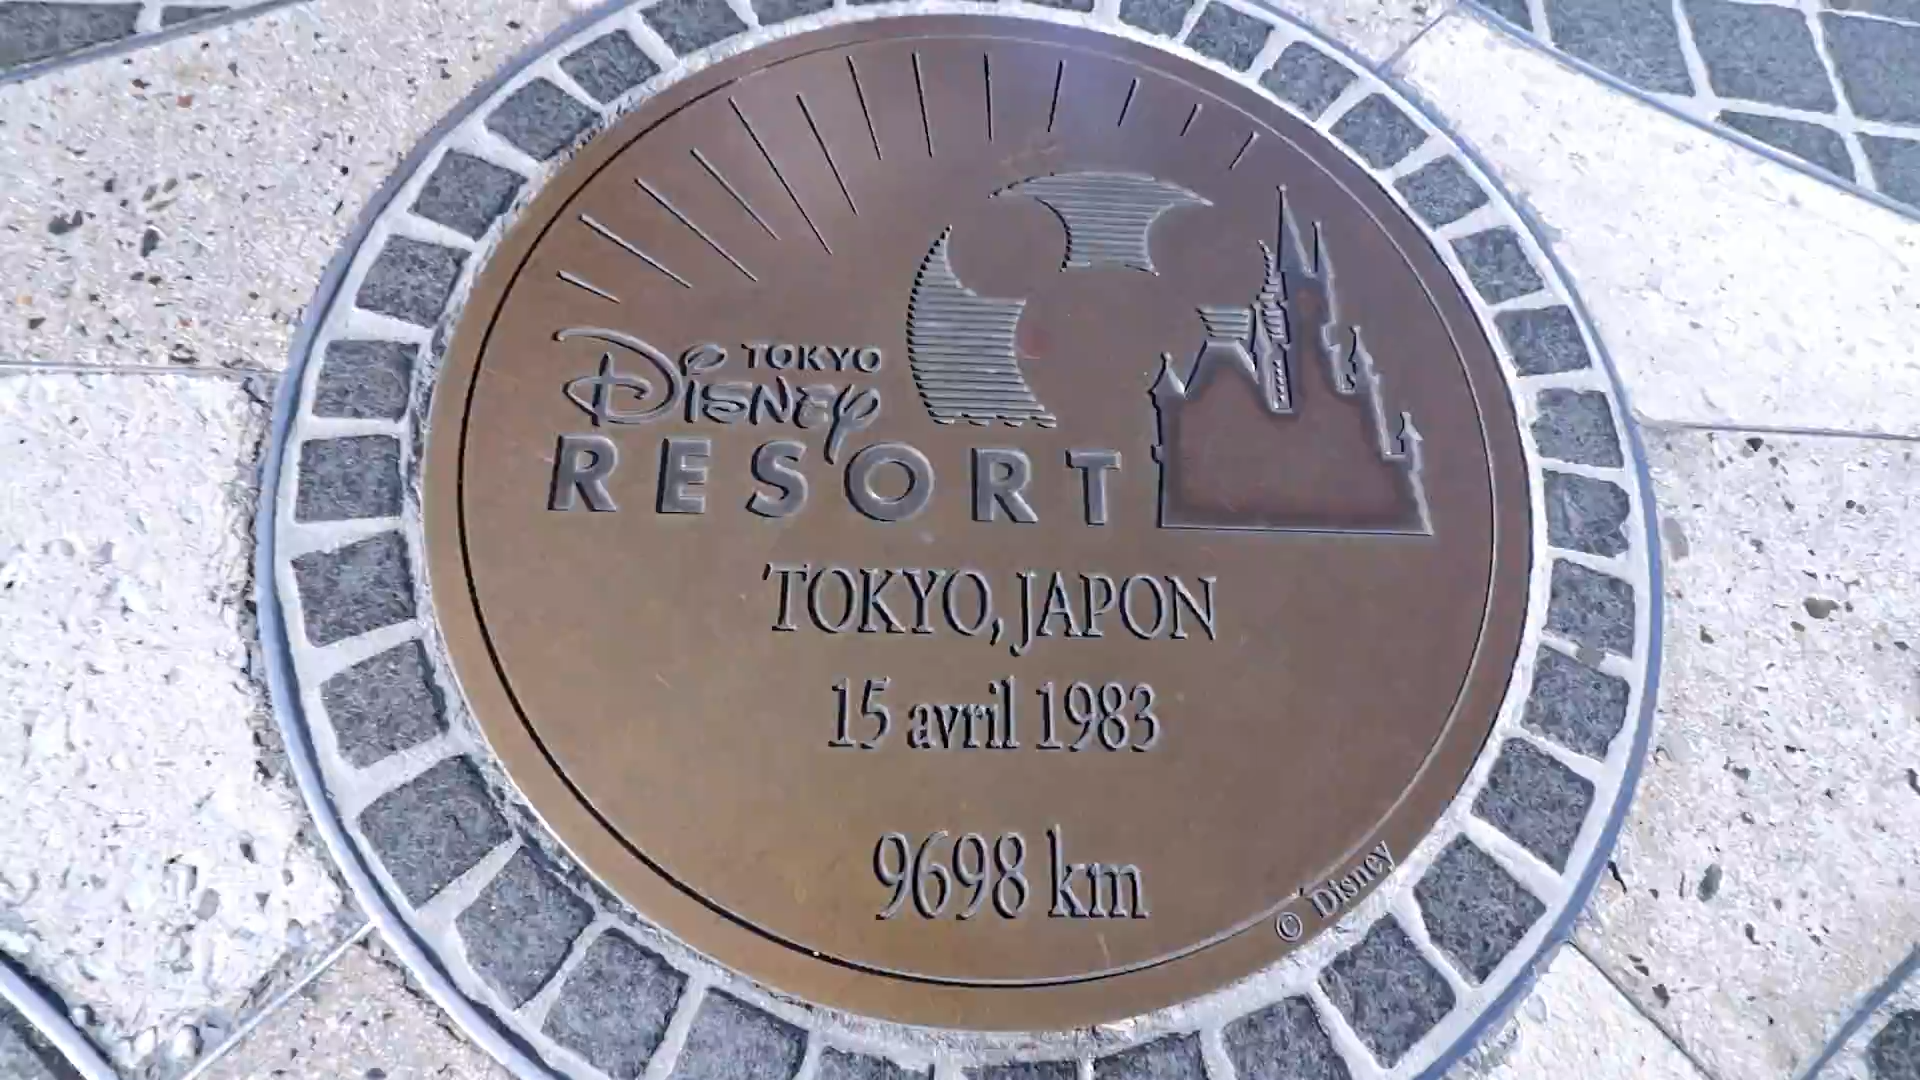 TOKYO
Disney
RESORT
TOKYO, JAPON
15 avril 1983
9698 km
© Disney